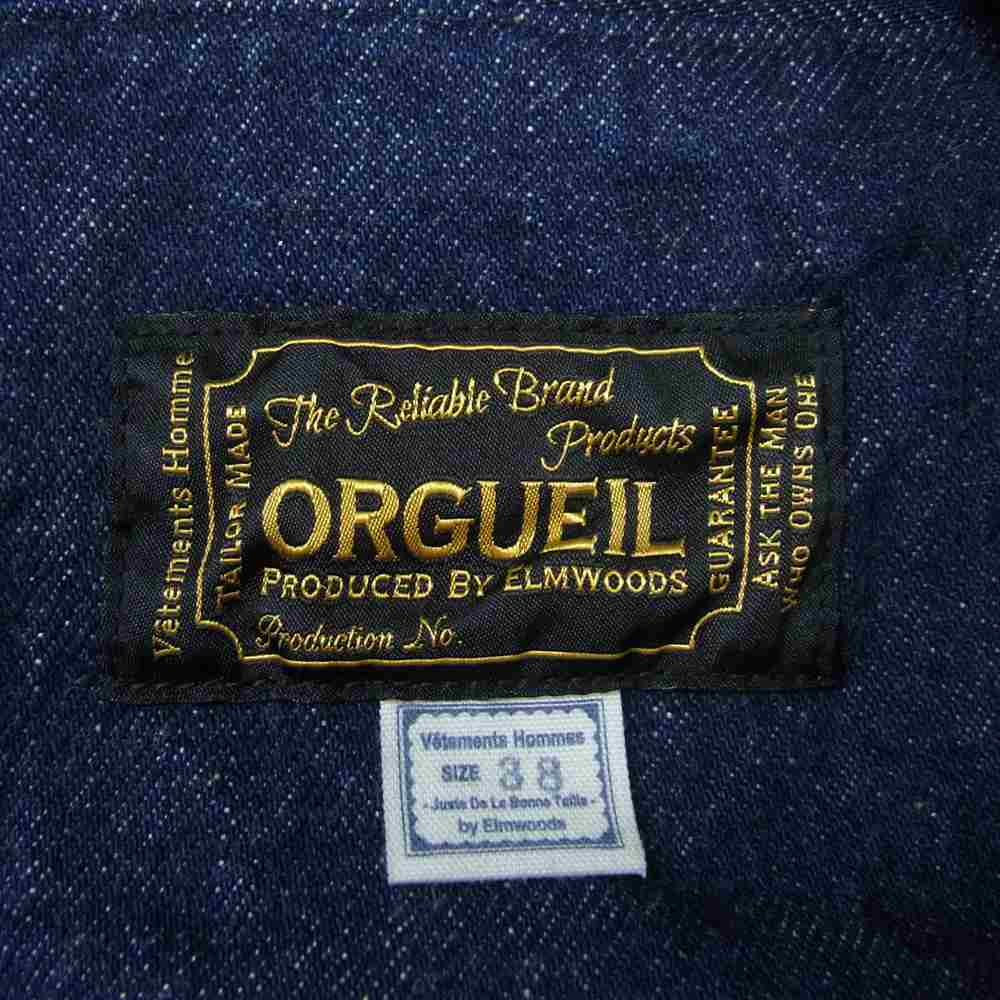 Vêtements Homme
TAILOR MADE
The Reliable Brand
Products
ORGUEIL
PRODUCED BY ELMWOODS
Production No.
GUARANTEE
ASK THE MAN
WHO OWNS ONE
Vêtements Hommes
SIZE 38
- Juste De La Bonne Taille -
by Elmwoods